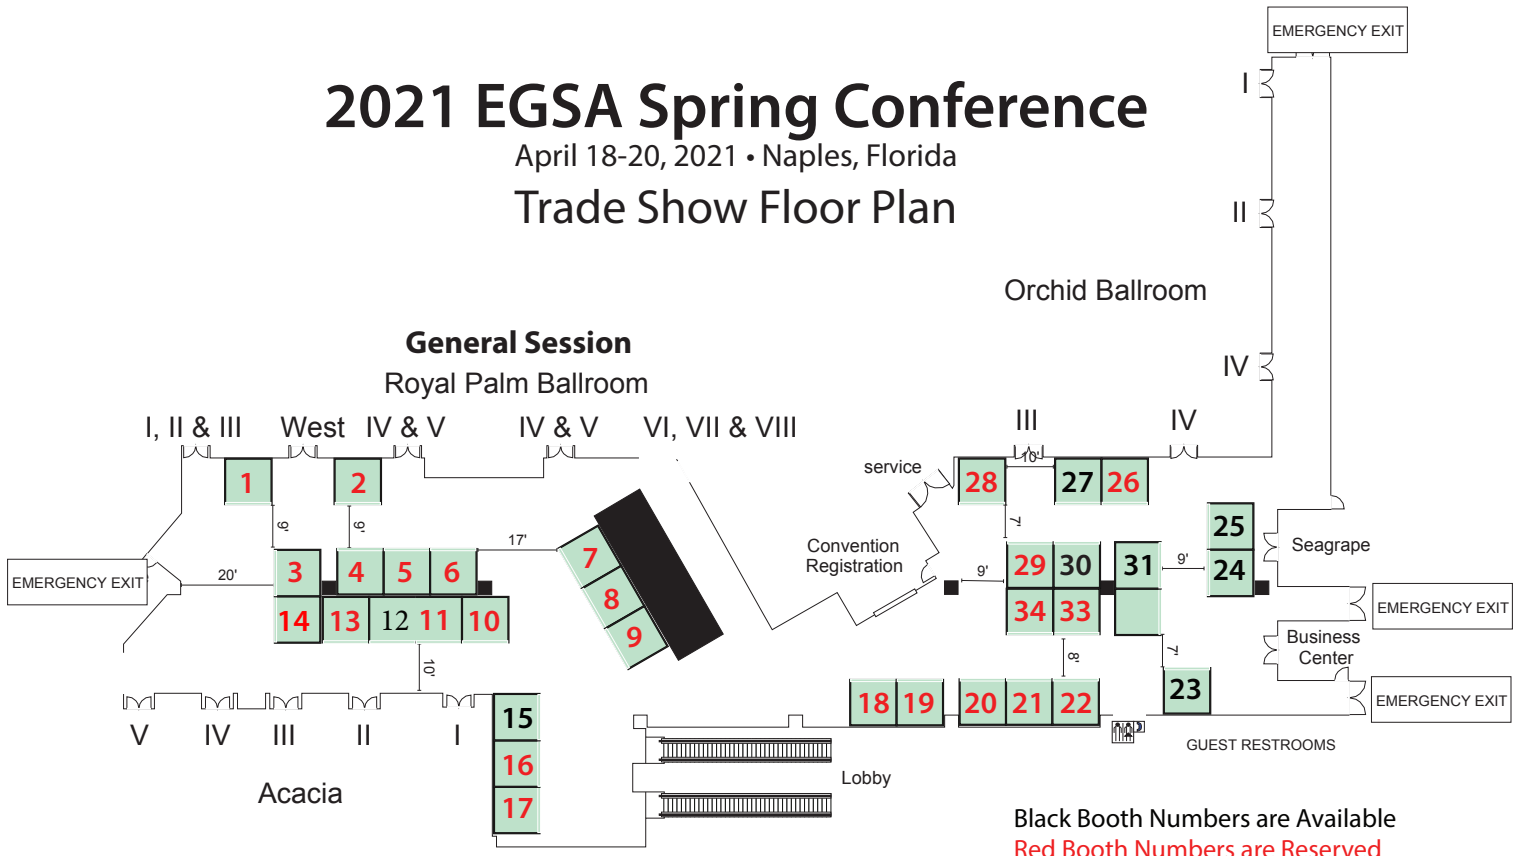 EMERGENCY EXIT
2021 EGSA Spring Conference
April 18-20, 2021 • Naples, Florida
Trade Show Floor Plan
I
II
Orchid Ballroom
IV
General Session
Royal Palm Ballroom
I, II & III West IV & V IV & V VI, VII & VIII
III IV
service
10'
1 2
28 27 26
9' 9' 7'
25
17'
Convention
Registration
Seagrape
EMERGENCY EXIT
20'
3 4 5 6 7
9' 29 30 31 9' 24
8
EMERGENCY EXIT
14 13 12 11 10
34 33
9
Business
Center
10' 8' 7'
EMERGENCY EXIT
15
18 19 20 21 22 23
V IV III II I
GUEST RESTROOMS
16
Lobby
Acacia
17
Black Booth Numbers are Available
Red Booth Numbers are Reserved